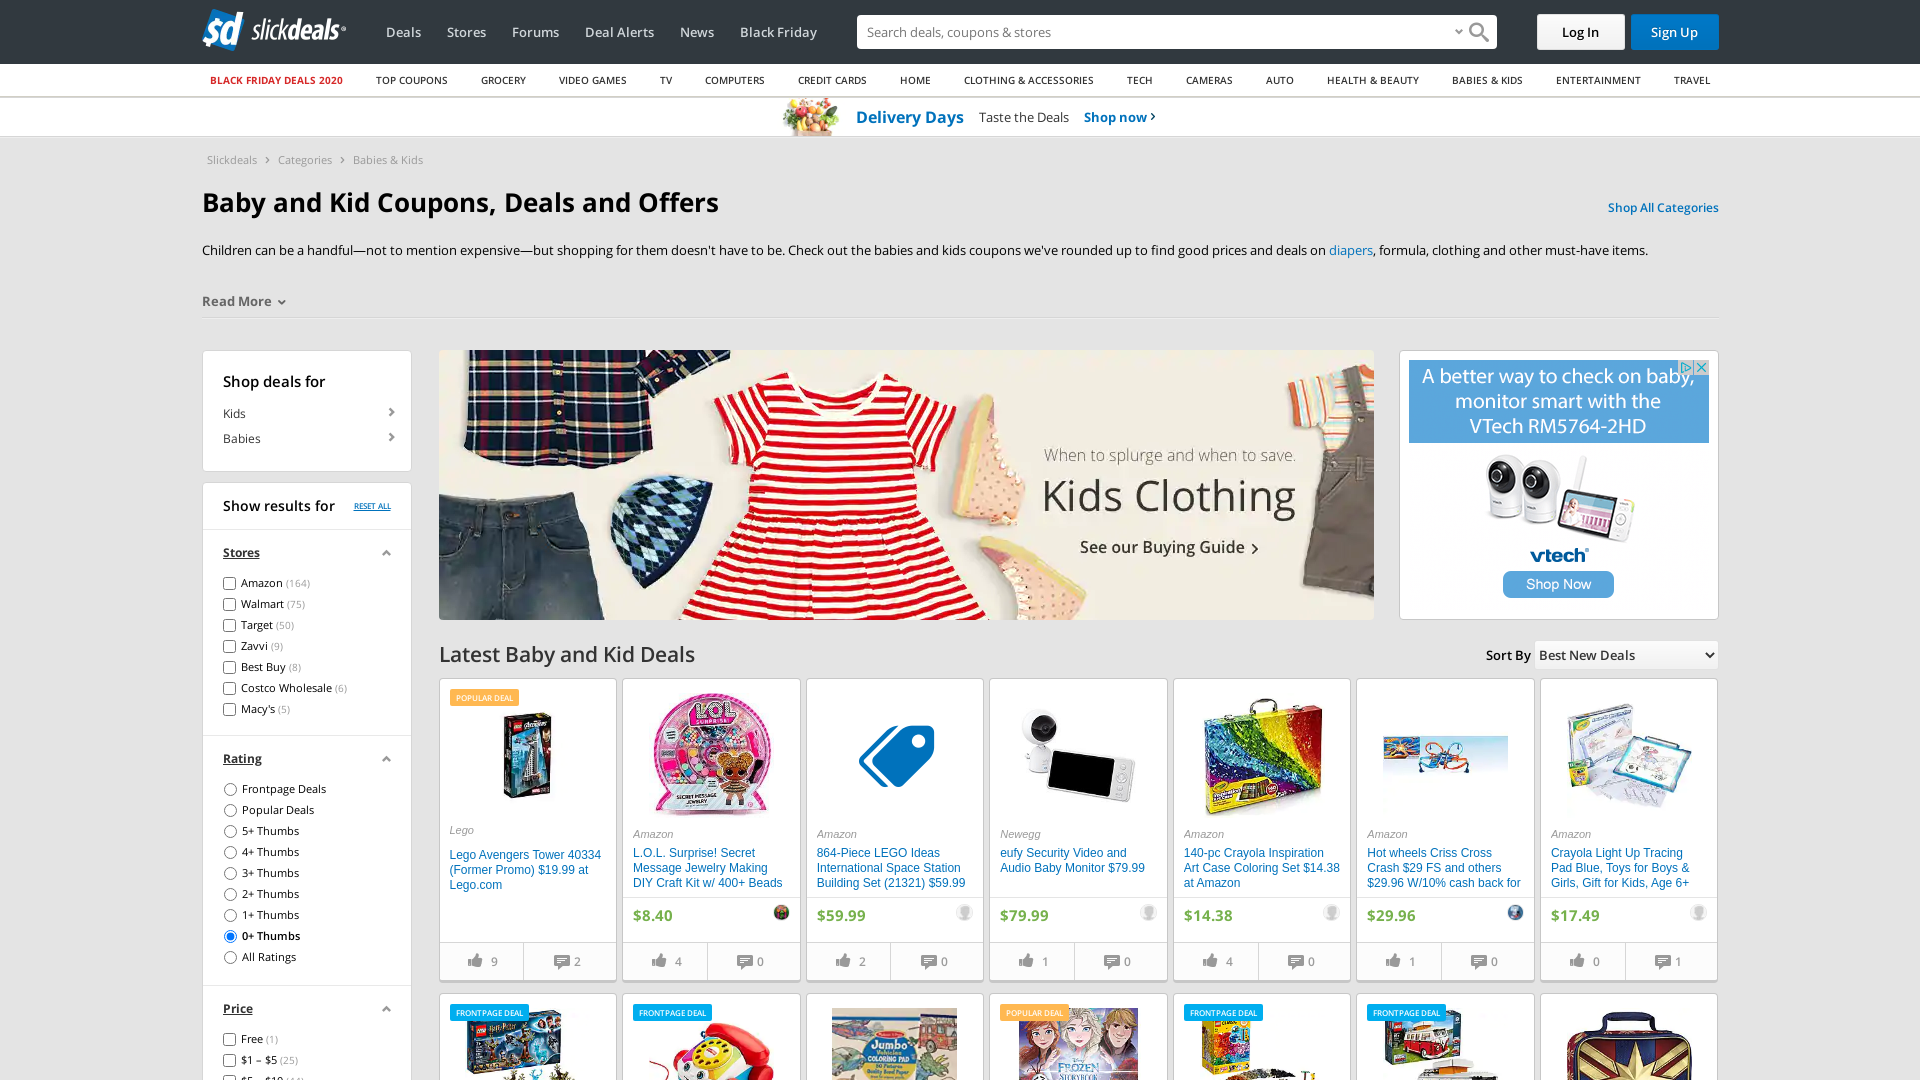 slickdeals
Deals
Stores
Forums
Deal Alerts
News
Black Friday
Search deals, coupons & stores
Log In
Sign Up
BLACK FRIDAY DEALS 2020
TOP COUPONS
GROCERY
VIDEO GAMES
TV
COMPUTERS
CREDIT CARDS
HOME
CLOTHING & ACCESSORIES
TECH
CAMERAS
AUTO
HEALTH & BEAUTY
BABIES & KIDS
ENTERTAINMENT
TRAVEL
Delivery Days Taste the Deals Shop now
Slickdeals > Categories > Babies & Kids
Baby and Kid Coupons, Deals and Offers
Shop All Categories
Children can be a handful—not to mention expensive—but shopping for them doesn't have to be. Check out the babies and kids coupons we've rounded up to find good prices and deals on diapers, formula, clothing and other must-have items.
Read More
Shop deals for
Kids
Babies
Show results for RESET ALL
Stores
Amazon (164)
Walmart (75)
Target (50)
Zavvi (9)
Best Buy (8)
Costco Wholesale (6)
Macy's (5)
Rating
Frontpage Deals
Popular Deals
5+ Thumbs
4+ Thumbs
3+ Thumbs
2+ Thumbs
1+ Thumbs
0+ Thumbs
All Ratings
Price
Free (1)
$1 – $5 (25)
When to splurge and when to save.
Kids Clothing
See our Buying Guide
A better way to check on baby,
monitor smart with the
VTech RM5764-2HD
vtech
Shop Now
Latest Baby and Kid Deals
Sort By Best New Deals
POPULAR DEAL
Lego
Lego Avengers Tower 40334
(Former Promo) $19.99 at
Lego.com
9
2
Amazon
L.O.L. Surprise! Secret
Message Jewelry Making
DIY Craft Kit w/ 400+ Beads
$8.40
4
0
Amazon
864-Piece LEGO Ideas
International Space Station
Building Set (21321) $59.99
$59.99
2
0
Newegg
eufy Security Video and
Audio Baby Monitor $79.99
$79.99
1
0
Amazon
140-pc Crayola Inspiration
Art Case Coloring Set $14.38
at Amazon
$14.38
4
0
Amazon
Hot wheels Criss Cross
Crash $29 FS and others
$29.96 W/10% cash back for
$29.96
1
0
Amazon
Crayola Light Up Tracing
Pad Blue, Toys for Boys &
Girls, Gift for Kids, Age 6+
$17.49
0
1
FRONTPAGE DEAL
FRONTPAGE DEAL
Jumbo
COLORING PAD
POPULAR DEAL
FROZEN
FRONTPAGE DEAL
FRONTPAGE DEAL